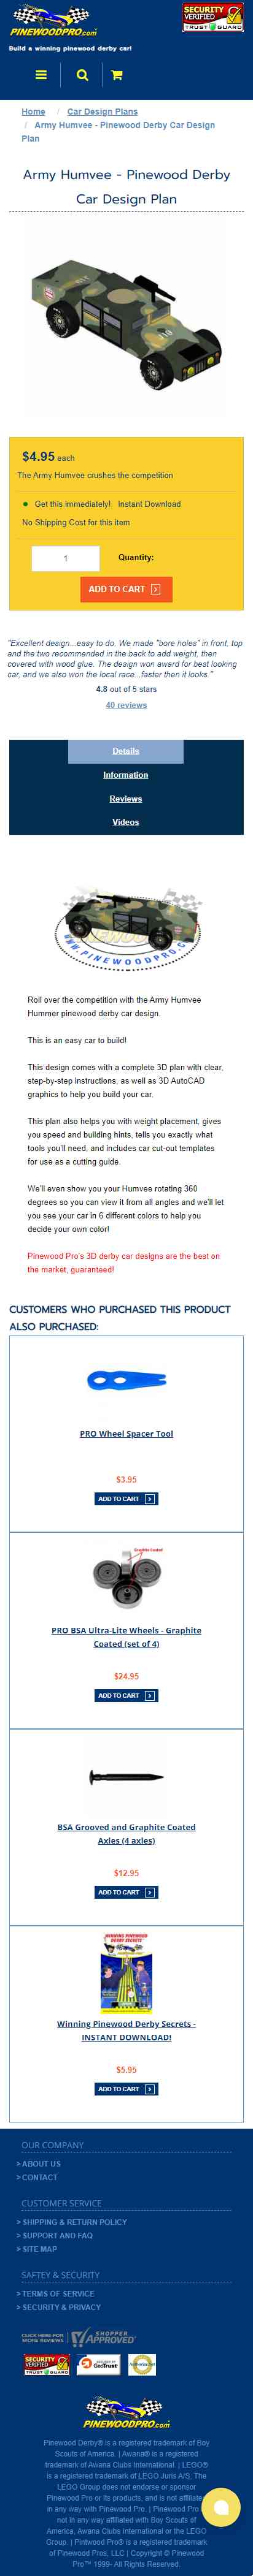 PINEWOODPRO.com
Build a winning pinewood derby car!
SECURITY
VERIFIED
TRUST GUARD
Home / Car Design Plans
/ Army Humvee - Pinewood Derby Car Design
Plan
Army Humvee - Pinewood Derby
Car Design Plan
$4.95 each
The Army Humvee crushes the competition
Get this immediately! Instant Download
No Shipping Cost for this item
1
Quantity:
ADD TO CART
"Excellent design...easy to do. We made "bore holes" in front, top
and the two recommended in the back to add weight, then
covered with wood glue. The design won award for best looking
car, and we also won the local race...faster then it looks."
4.8 out of 5 stars
40 reviews
Details
Information
Reviews
Videos
WWW.PINEWOODPRO.COM
Roll over the competition with the Army Humvee
Hummer pinewood derby car design.
This is an easy car to build!
This design comes with a complete 3D plan with clear,
step-by-step instructions, as well as 3D AutoCAD
graphics to help you build your car.
This plan also helps you with weight placement, gives
you speed and building hints, tells you exactly what
tools you'll need, and includes car cut-out templates
for use as a cutting guide.
We'll even show you your Humvee rotating 360
degrees so you can view it from all angles and we'll let
you see your car in 6 different colors to help you
decide your own color!
Pinewood Pro's 3D derby car designs are the best on
the market, guaranteed!
CUSTOMERS WHO PURCHASED THIS PRODUCT
ALSO PURCHASED:
PRO Wheel Spacer Tool
$3.95
ADD TO CART
Graphite Coated
PRO BSA Ultra-Lite Wheels - Graphite
Coated (set of 4)
$24.95
ADD TO CART
BSA Grooved and Graphite Coated
Axles (4 axles)
$12.95
ADD TO CART
WINNING PINEWOOD
DERBY SECRETS
Winning Pinewood Derby Secrets -
INSTANT DOWNLOAD!
$5.95
ADD TO CART
OUR COMPANY
> ABOUT US
> CONTACT
CUSTOMER SERVICE
> SHIPPING & RETURN POLICY
> SUPPORT AND FAQ
> SITE MAP
SAFTEY & SECURITY
> TERMS OF SERVICE
> SECURITY & PRIVACY
CLICK HERE FOR
MORE REVIEWS
SHOPPER
APPROVED
SECURITY
VERIFIED
TRUST GUARD
GeoTrust
PINEWOODPRO.com
Pinewood Derby® is a registered trademark of Boy
Scouts of America. | Awana® is a registered
trademark of Awana Clubs International. | LEGO®
is a registered trademark of LEGO Juris A/S. The
LEGO Group does not endorse or sponsor
Pinewood Pro or its products, and is not affiliated
in any way with Pinewood Pro. | Pinewood Pro is
not in any way affiliated with Boy Scouts of
America, Awana Clubs International or the LEGO
Group. | Pintwood Pro® is a registered trademark
of Pinewood Pros, LLC | Copyright © Pinewood
Pro™ 1999- All Rights Reserved.